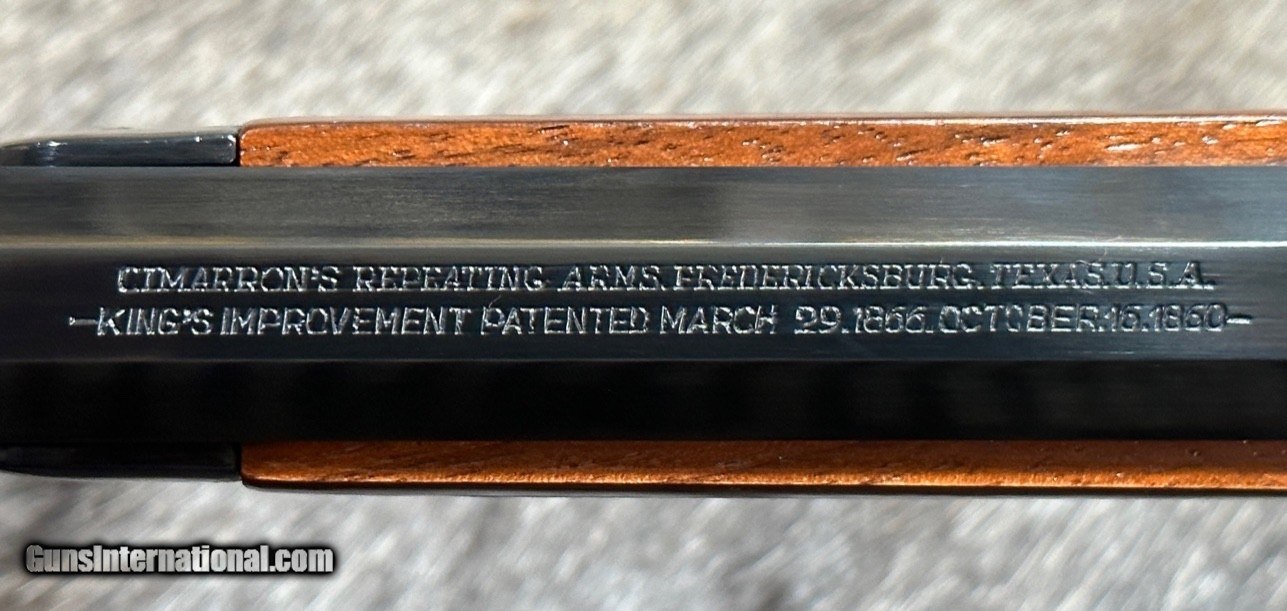 CIMARRON'S REPEATING ARMS. FREDERICKSBURG. TEXAS. U.S.A.
-KING'S IMPROVEMENT PATENTED MARCH 29.1866.OCTOBER.16.1860-
GunsInternational.com